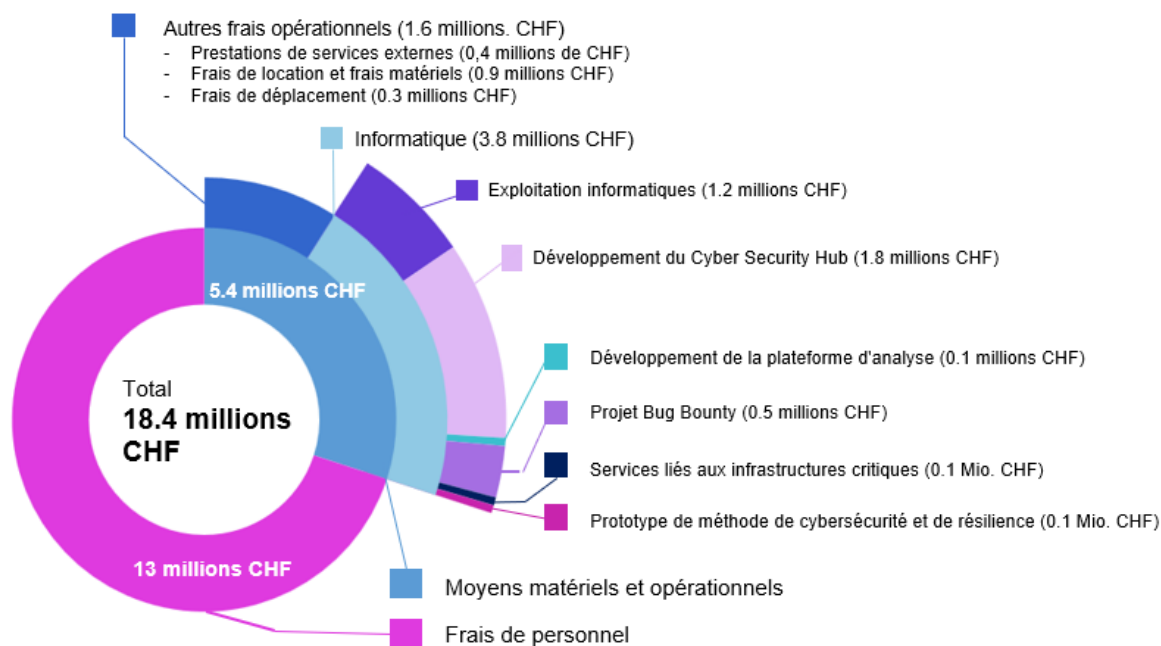 Autres frais opérationnels (1.6 millions. CHF)
- Prestations de services externes (0,4 millions de CHF)
- Frais de location et frais matériels (0.9 millions CHF)
- Frais de déplacement (0.3 millions CHF)
Informatique (3.8 millions CHF)
Exploitation informatiques (1.2 millions CHF)
Développement du Cyber Security Hub (1.8 millions CHF)
5.4 millions CHF
Développement de la plateforme d'analyse (0.1 millions CHF)
Total
18.4 millions
CHF
Projet Bug Bounty (0.5 millions CHF)
Services liés aux infrastructures critiques (0.1 Mio. CHF)
Prototype de méthode de cybersécurité et de résilience (0.1 Mio. CHF)
13 millions CHF
Moyens matériels et opérationnels
Frais de personnel